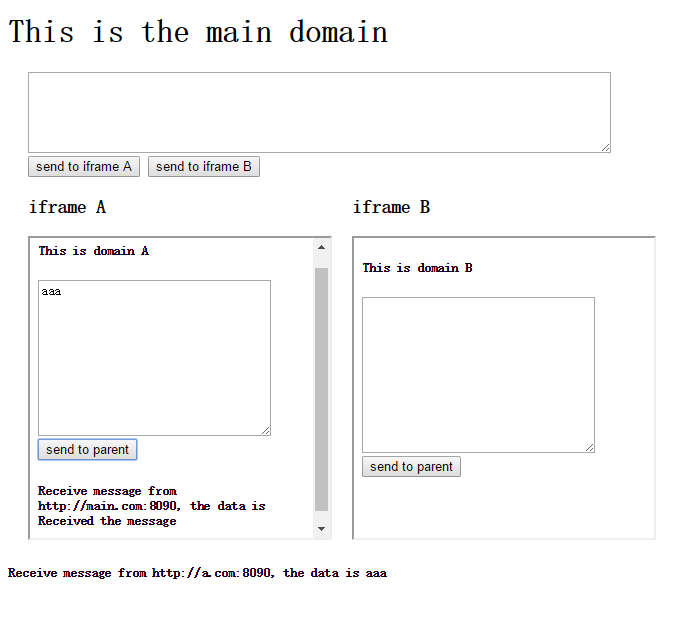 This is the main domain
send to iframe A
send to iframe B
iframe A
iframe B
This is domain A
aaa
send to parent
Receive message from
http://main.com:8090, the data is
Received the message
This is domain B
send to parent
Receive message from http://a.com:8090, the data is aaa